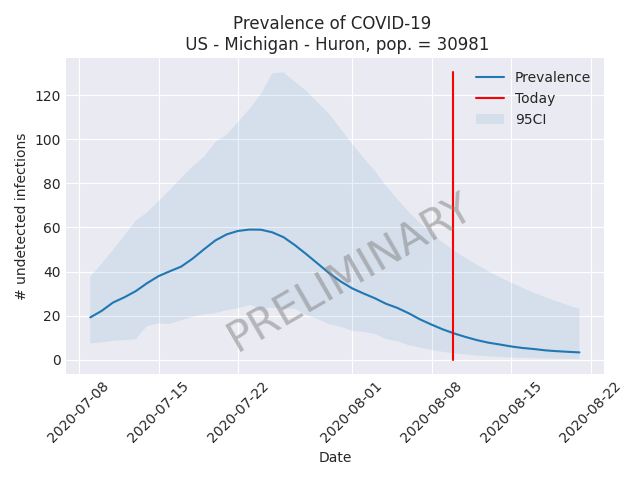 Prevalence of COVID-19
US - Michigan - Huron, pop. = 30981
Prevalence
Today
95CI
PRELIMINARY
# undetected infections
120
100
80
60
40
20
0
2020-07-08
2020-07-15
2020-07-22
2020-08-01
2020-08-08
2020-08-15
2020-08-22
Date